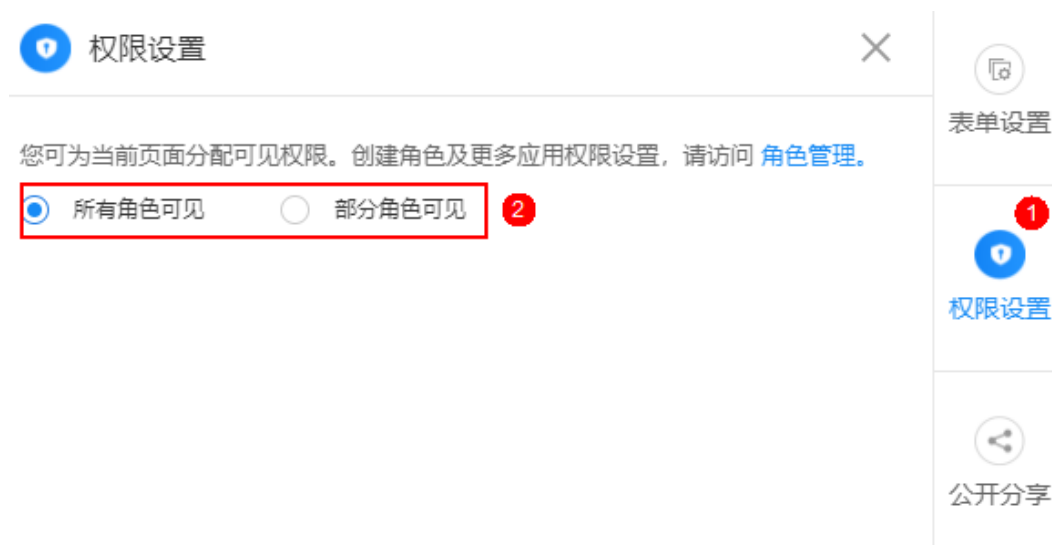 权限设置
您可为当前页面分配可见权限。创建角色及更多应用权限设置，请访问 角色管理。
所有角色可见 部分角色可见 2
表单设置
1
权限设置
公开分享